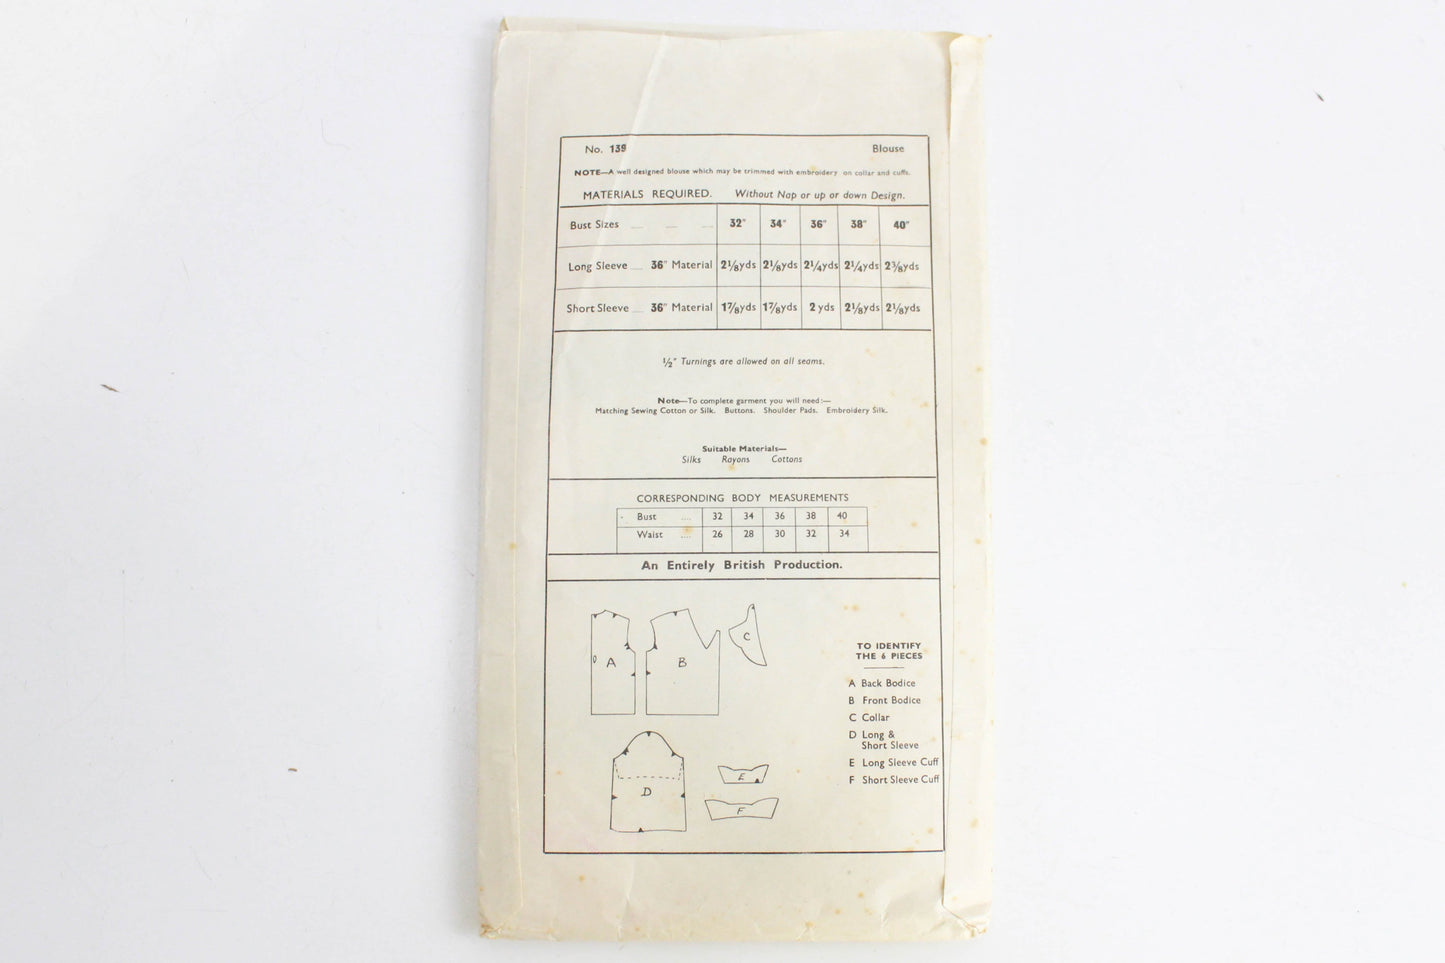 No. 139 Blouse
NOTE—A well designed blouse which may be trimmed with embroidery on collar and cuffs.
MATERIALS REQUIRED. Without Nap or up or down Design.
Bust Sizes 32" 34" 36" 38" 40"
Long Sleeve 36" Material 2⅛yds 2⅛yds 2¼yds 2¼yds 2⅜yds
Short Sleeve 36" Material 1⅞yds 1⅞yds 2 yds 2⅛yds 2⅛yds
½" Turnings are allowed on all seams.
Note—To complete garment you will need:—
Matching Sewing Cotton or Silk. Buttons. Shoulder Pads. Embroidery Silk.
Suitable Materials—
Silks Rayons Cottons
CORRESPONDING BODY MEASUREMENTS
Bust .... 32 34 36 38 40
Waist .... 26 28 30 32 34
An Entirely British Production.
A B C
D E F
TO IDENTIFY
THE 6 PIECES
A Back Bodice
B Front Bodice
C Collar
D Long &
Short Sleeve
E Long Sleeve Cuff
F Short Sleeve Cuff